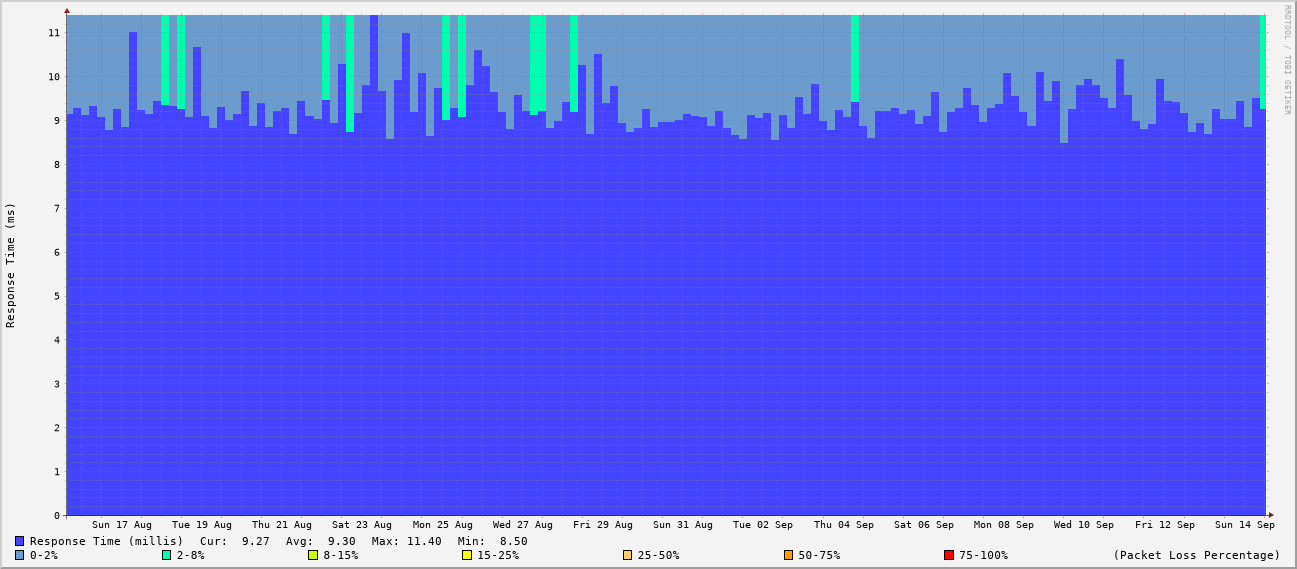 RRDTOOL / TOBI OETIKER
Response Time (ms)
11
10
9
8
7
6
5
4
3
2
1
0
Sun 17 Aug Tue 19 Aug Thu 21 Aug Sat 23 Aug Mon 25 Aug Wed 27 Aug Fri 29 Aug Sun 31 Aug Tue 02 Sep Thu 04 Sep Sat 06 Sep Mon 08 Sep Wed 10 Sep Fri 12 Sep Sun 14 Sep
Response Time (millis) Cur: 9.27 Avg: 9.30 Max: 11.40 Min: 8.50
0-2% 2-8% 8-15% 15-25% 25-50% 50-75% 75-100% (Packet Loss Percentage)